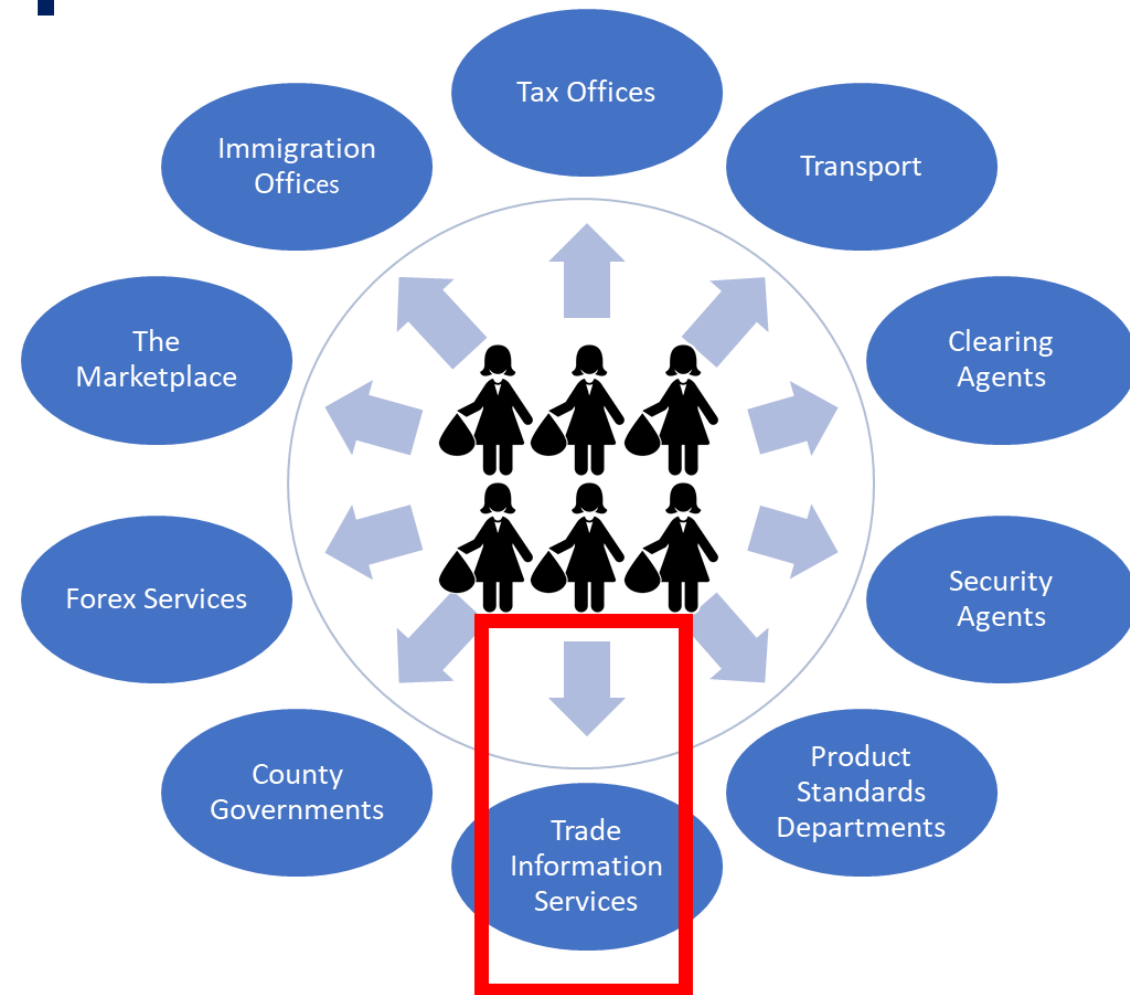 Tax Offices
Transport
Clearing
Agents
Security
Agents
Product
Standards
Departments
Trade
Information
Services
County
Governments
Forex Services
The
Marketplace
Immigration
Offices